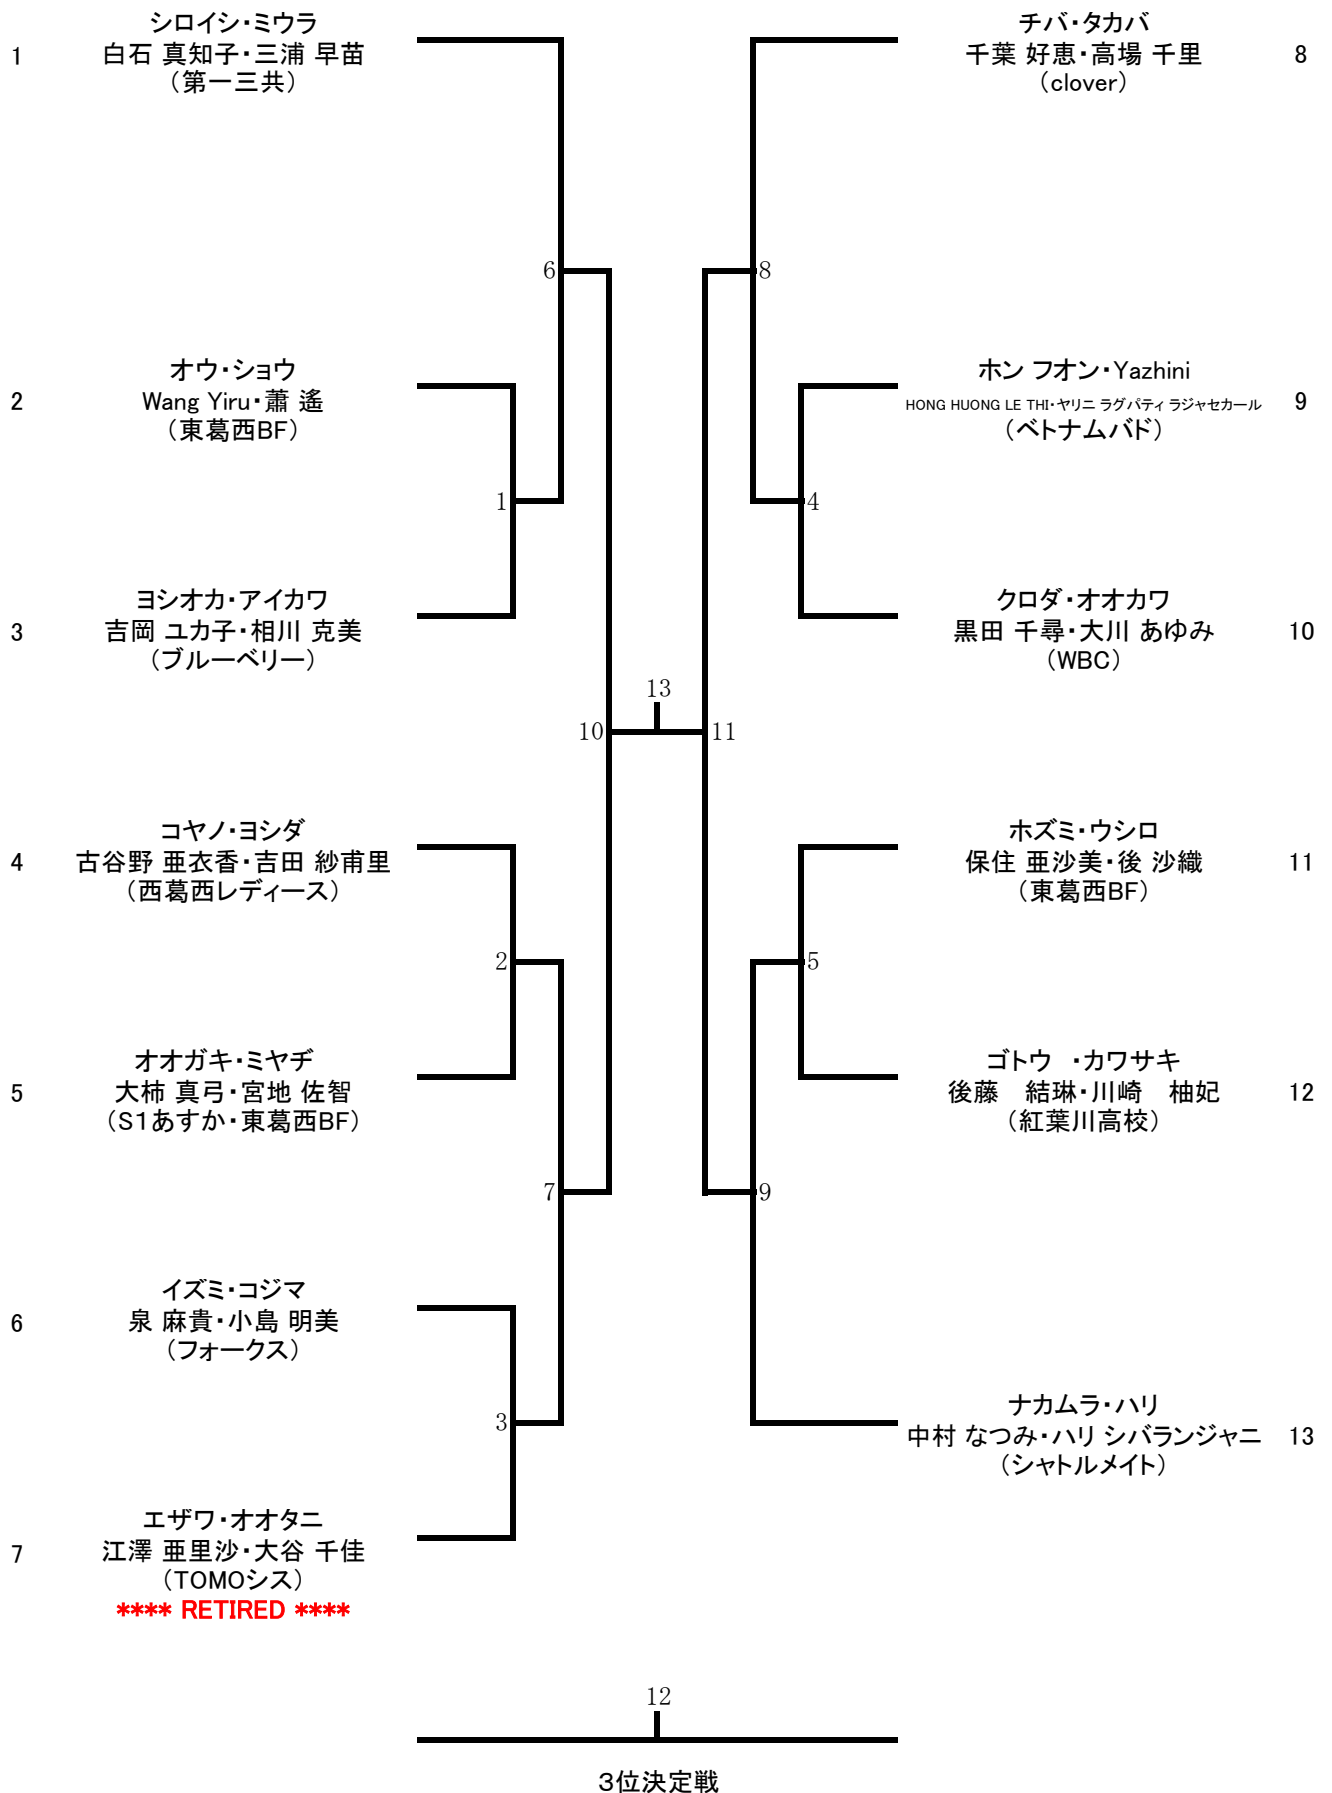 シロイシ・ミウラ
1
白石 真知子・三浦 早苗
（第一三共）
オウ・ショウ
2
Wang Yiru・蕭 遙
（東葛西BF）
ヨシオカ・アイカワ
3
吉岡 ユカ子・相川 克美
（ブルーベリー）
コヤノ・ヨシダ
4
古谷野 亜衣香・吉田 紗甫里
（西葛西レディース）
オオガキ・ミヤヂ
5
大柿 真弓・宮地 佐智
（S1あすか・東葛西BF）
イズミ・コジマ
6
泉 麻貴・小島 明美
（フォークス）
エザワ・オオタニ
7
江澤 亜里沙・大谷 千佳
（TOMOシス）
**** RETIRED ****
6
1
2
7
3
10
13
11
8
4
5
9
チバ・タカバ
千葉 好恵・高場 千里
8
（clover）
ホン フオン・Yazhini
HONG HUONG LE THI・ヤリニ ラグパティ ラジャセカール
9
（ベトナムバド）
クロダ・オオカワ
黒田 千尋・大川 あゆみ
10
（WBC）
ホズミ・ウシロ
保住 亜沙美・後 沙織
11
（東葛西BF）
ゴトウ　・カワサキ
後藤　結琳・川崎　柚妃
12
（紅葉川高校）
ナカムラ・ハリ
中村 なつみ・ハリ シバランジャニ
13
（シャトルメイト）
12
3位決定戦